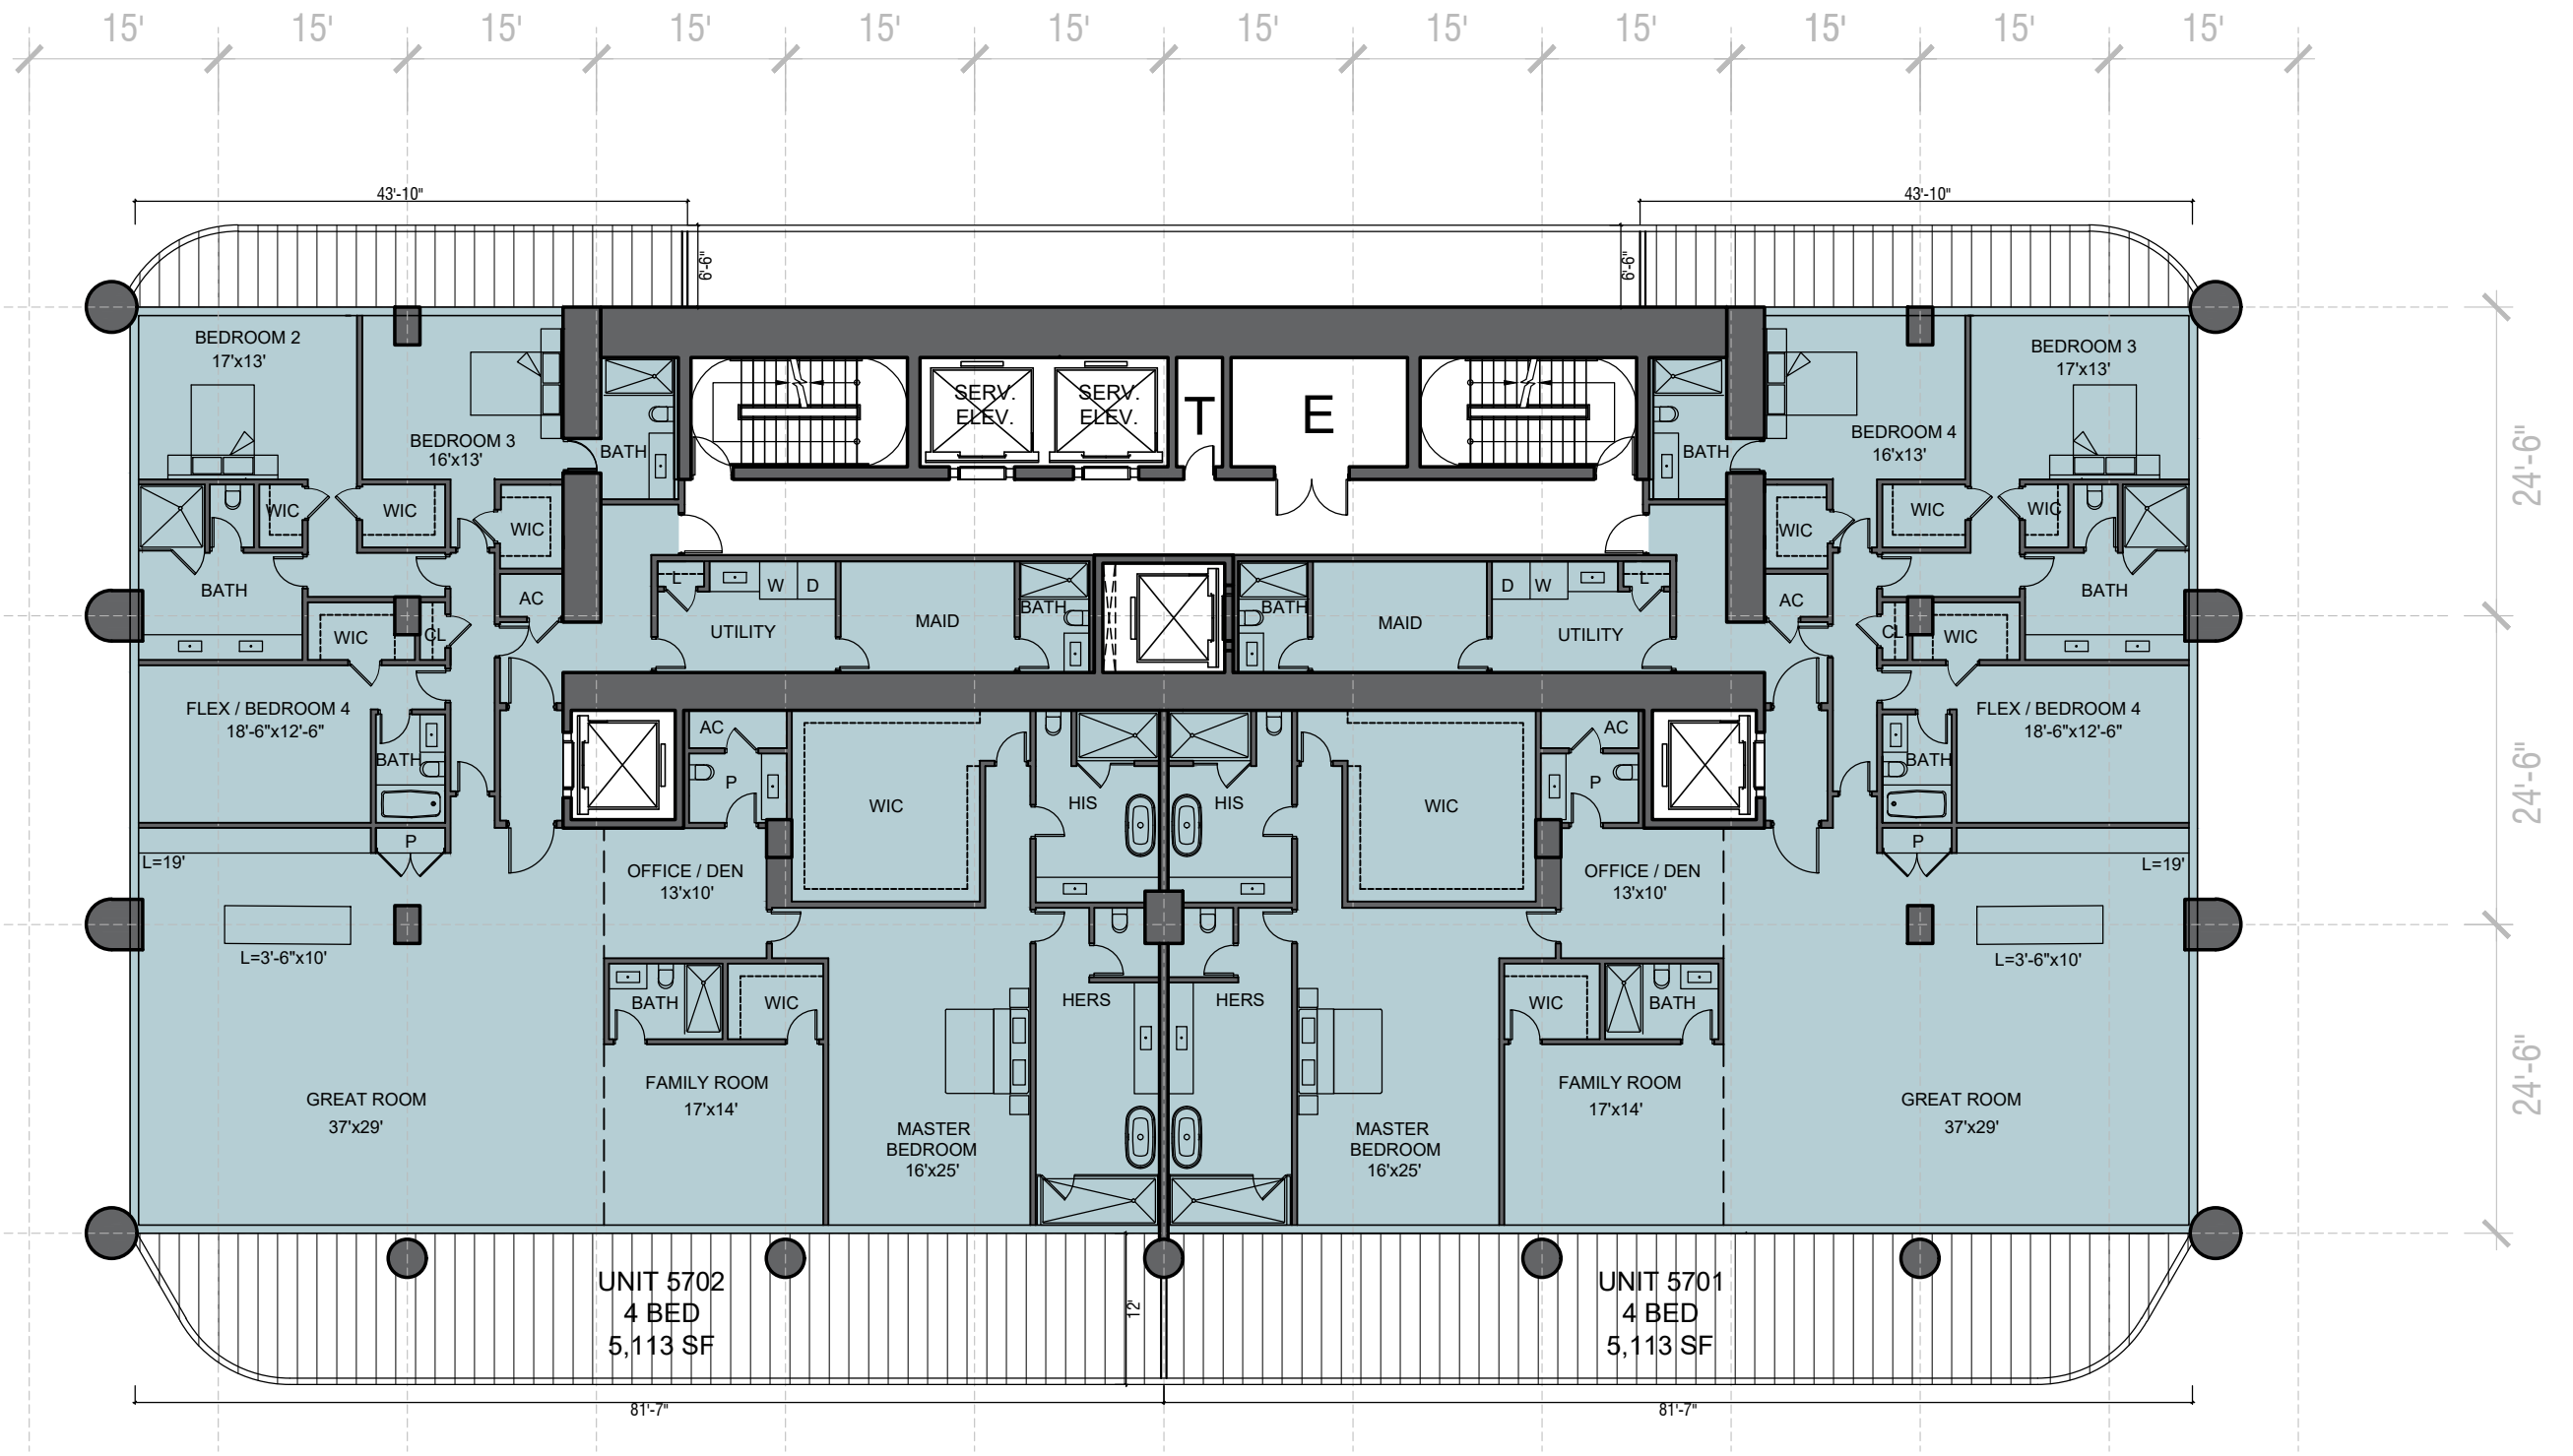 15' 15' 15' 15' 15' 15' 15' 15' 15' 15' 15' 15'
43'-10" 43'-10"
6'-6" 6'-6"
BEDROOM 2
17'x13'
BEDROOM 3
16'x13'
BATH
SERV.
ELEV.
SERV.
ELEV.
T
E
BATH
BEDROOM 4
16'x13'
BEDROOM 3
17'x13'
24'-6"
WIC WIC WIC
WIC WIC WIC
BATH
AC
L
W D
UTILITY
MAID
BATH
BATH
MAID
D W
L
UTILITY
AC
BATH
WIC CL
CL WIC
FLEX / BEDROOM 4
18'-6"x12'-6"
BATH
AC
P
WIC
HIS
HIS
WIC
AC
P
BATH
FLEX / BEDROOM 4
18'-6"x12'-6"
24'-6"
P
L=19'
OFFICE / DEN
13'x10'
OFFICE / DEN
13'x10'
P
L=19'
L=3'-6"x10'
L=3'-6"x10'
BATH WIC
HERS
HERS
WIC BATH
24'-6"
GREAT ROOM
37'x29'
FAMILY ROOM
17'x14'
MASTER
BEDROOM
16'x25'
MASTER
BEDROOM
16'x25'
FAMILY ROOM
17'x14'
GREAT ROOM
37'x29'
UNIT 5702
4 BED
5,113 SF
12'
UNIT 5701
4 BED
5,113 SF
81'-7" 81'-7"